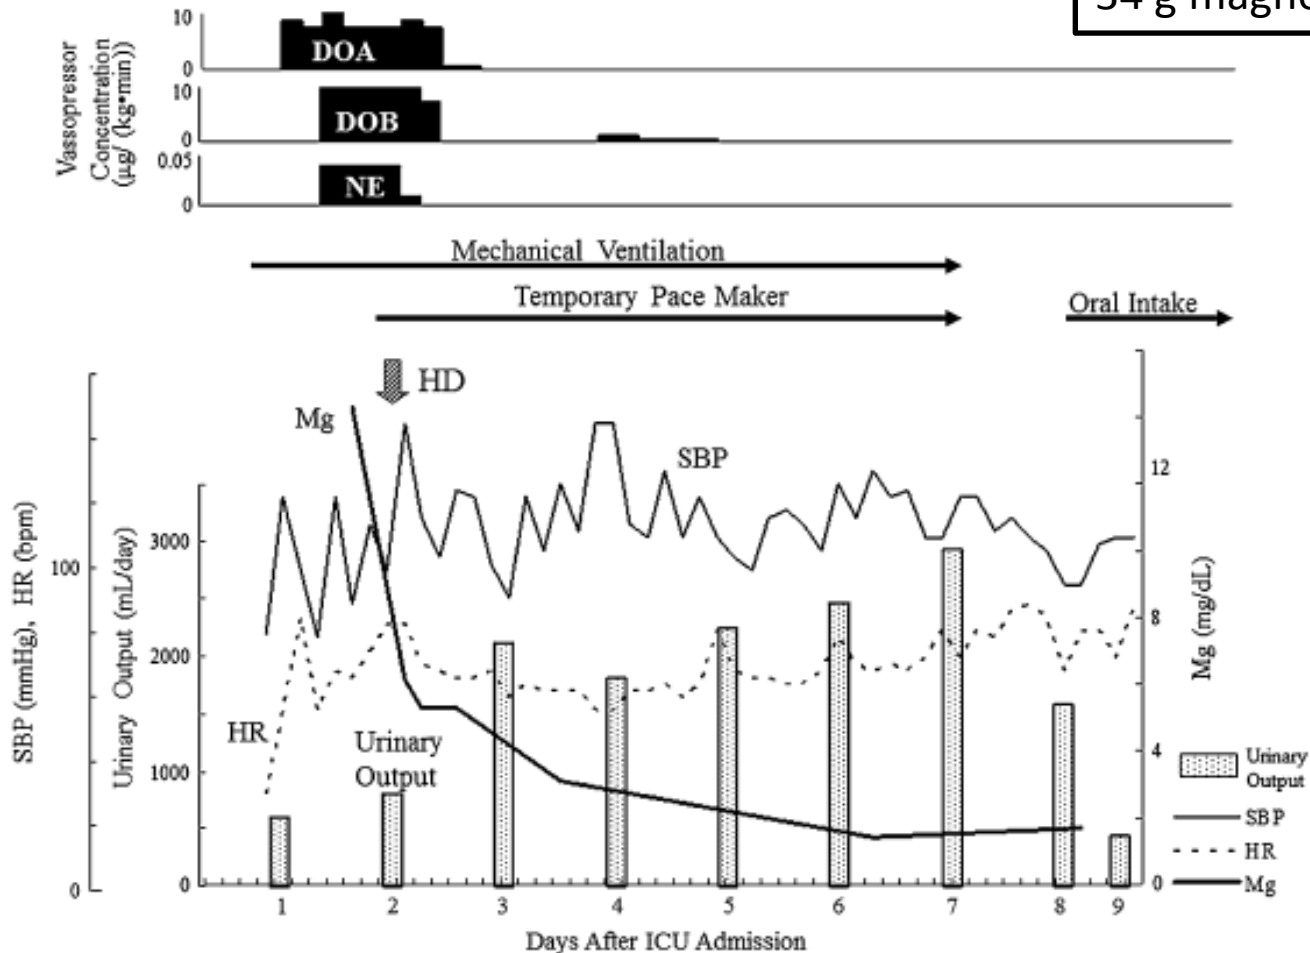 34 g magno
Vassopressor
Concentration
(μg/ (kg•min))
10
DOA
0
10
DOB
0
0.05
NE
0
Mechanical Ventilation
Temporary Pace Maker
Oral Intake
HD
Mg
SBP
HR
Urinary
Output
SBP (mmHg), HR (bpm)
100
0
Urinary Output (mL/day)
3000
2000
1000
0
12
8
4
0
Mg (mg/dL)
Urinary
Output
SBP
HR
Mg
1 2 3 4 5 6 7 8 9
Days After ICU Admission